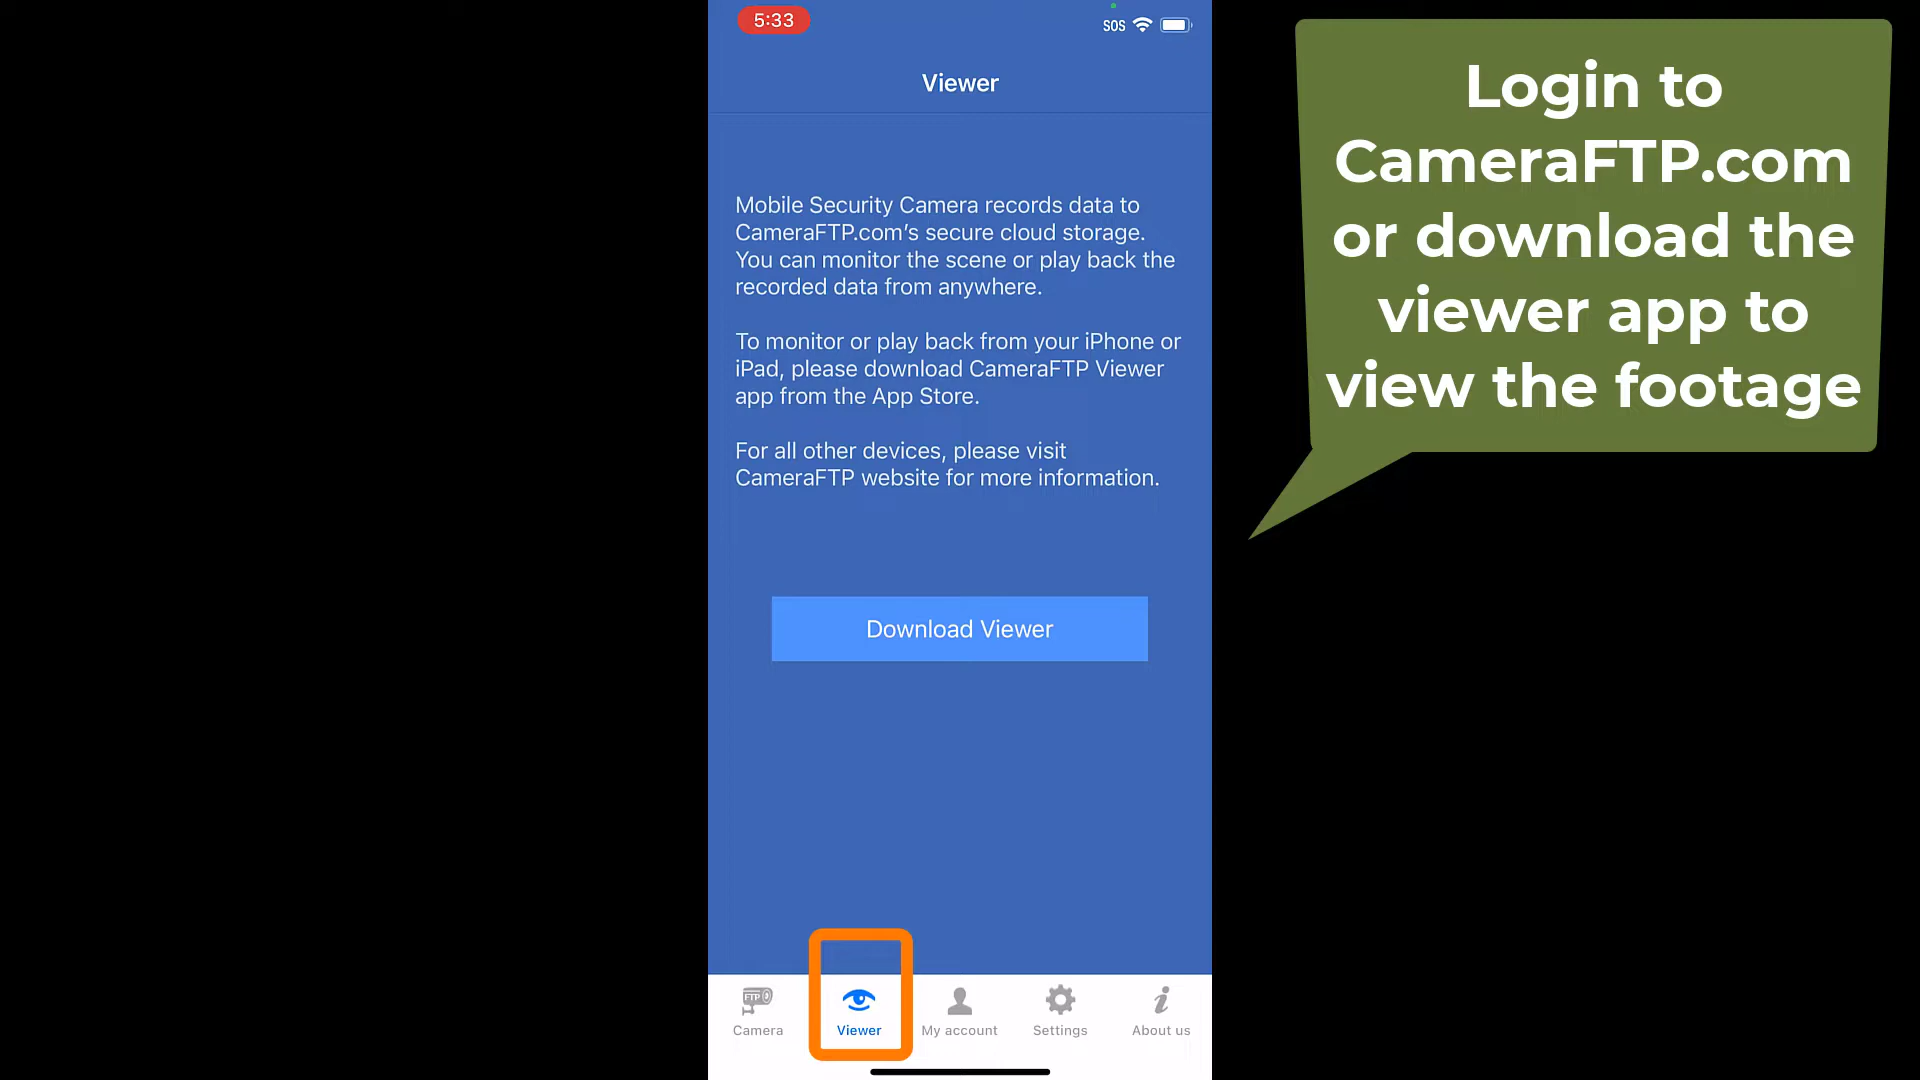 5:33
SOS
Viewer
Mobile Security Camera records data to
CameraFTP.com's secure cloud storage.
You can monitor the scene or play back the
recorded data from anywhere.
To monitor or play back from your iPhone or
iPad, please download CameraFTP Viewer
app from the App Store.
For all other devices, please visit
CameraFTP website for more information.
Download Viewer
FTP
Camera
Viewer
My account
Settings
About us
Login to
CameraFTP.com
or download the
viewer app to
view the footage